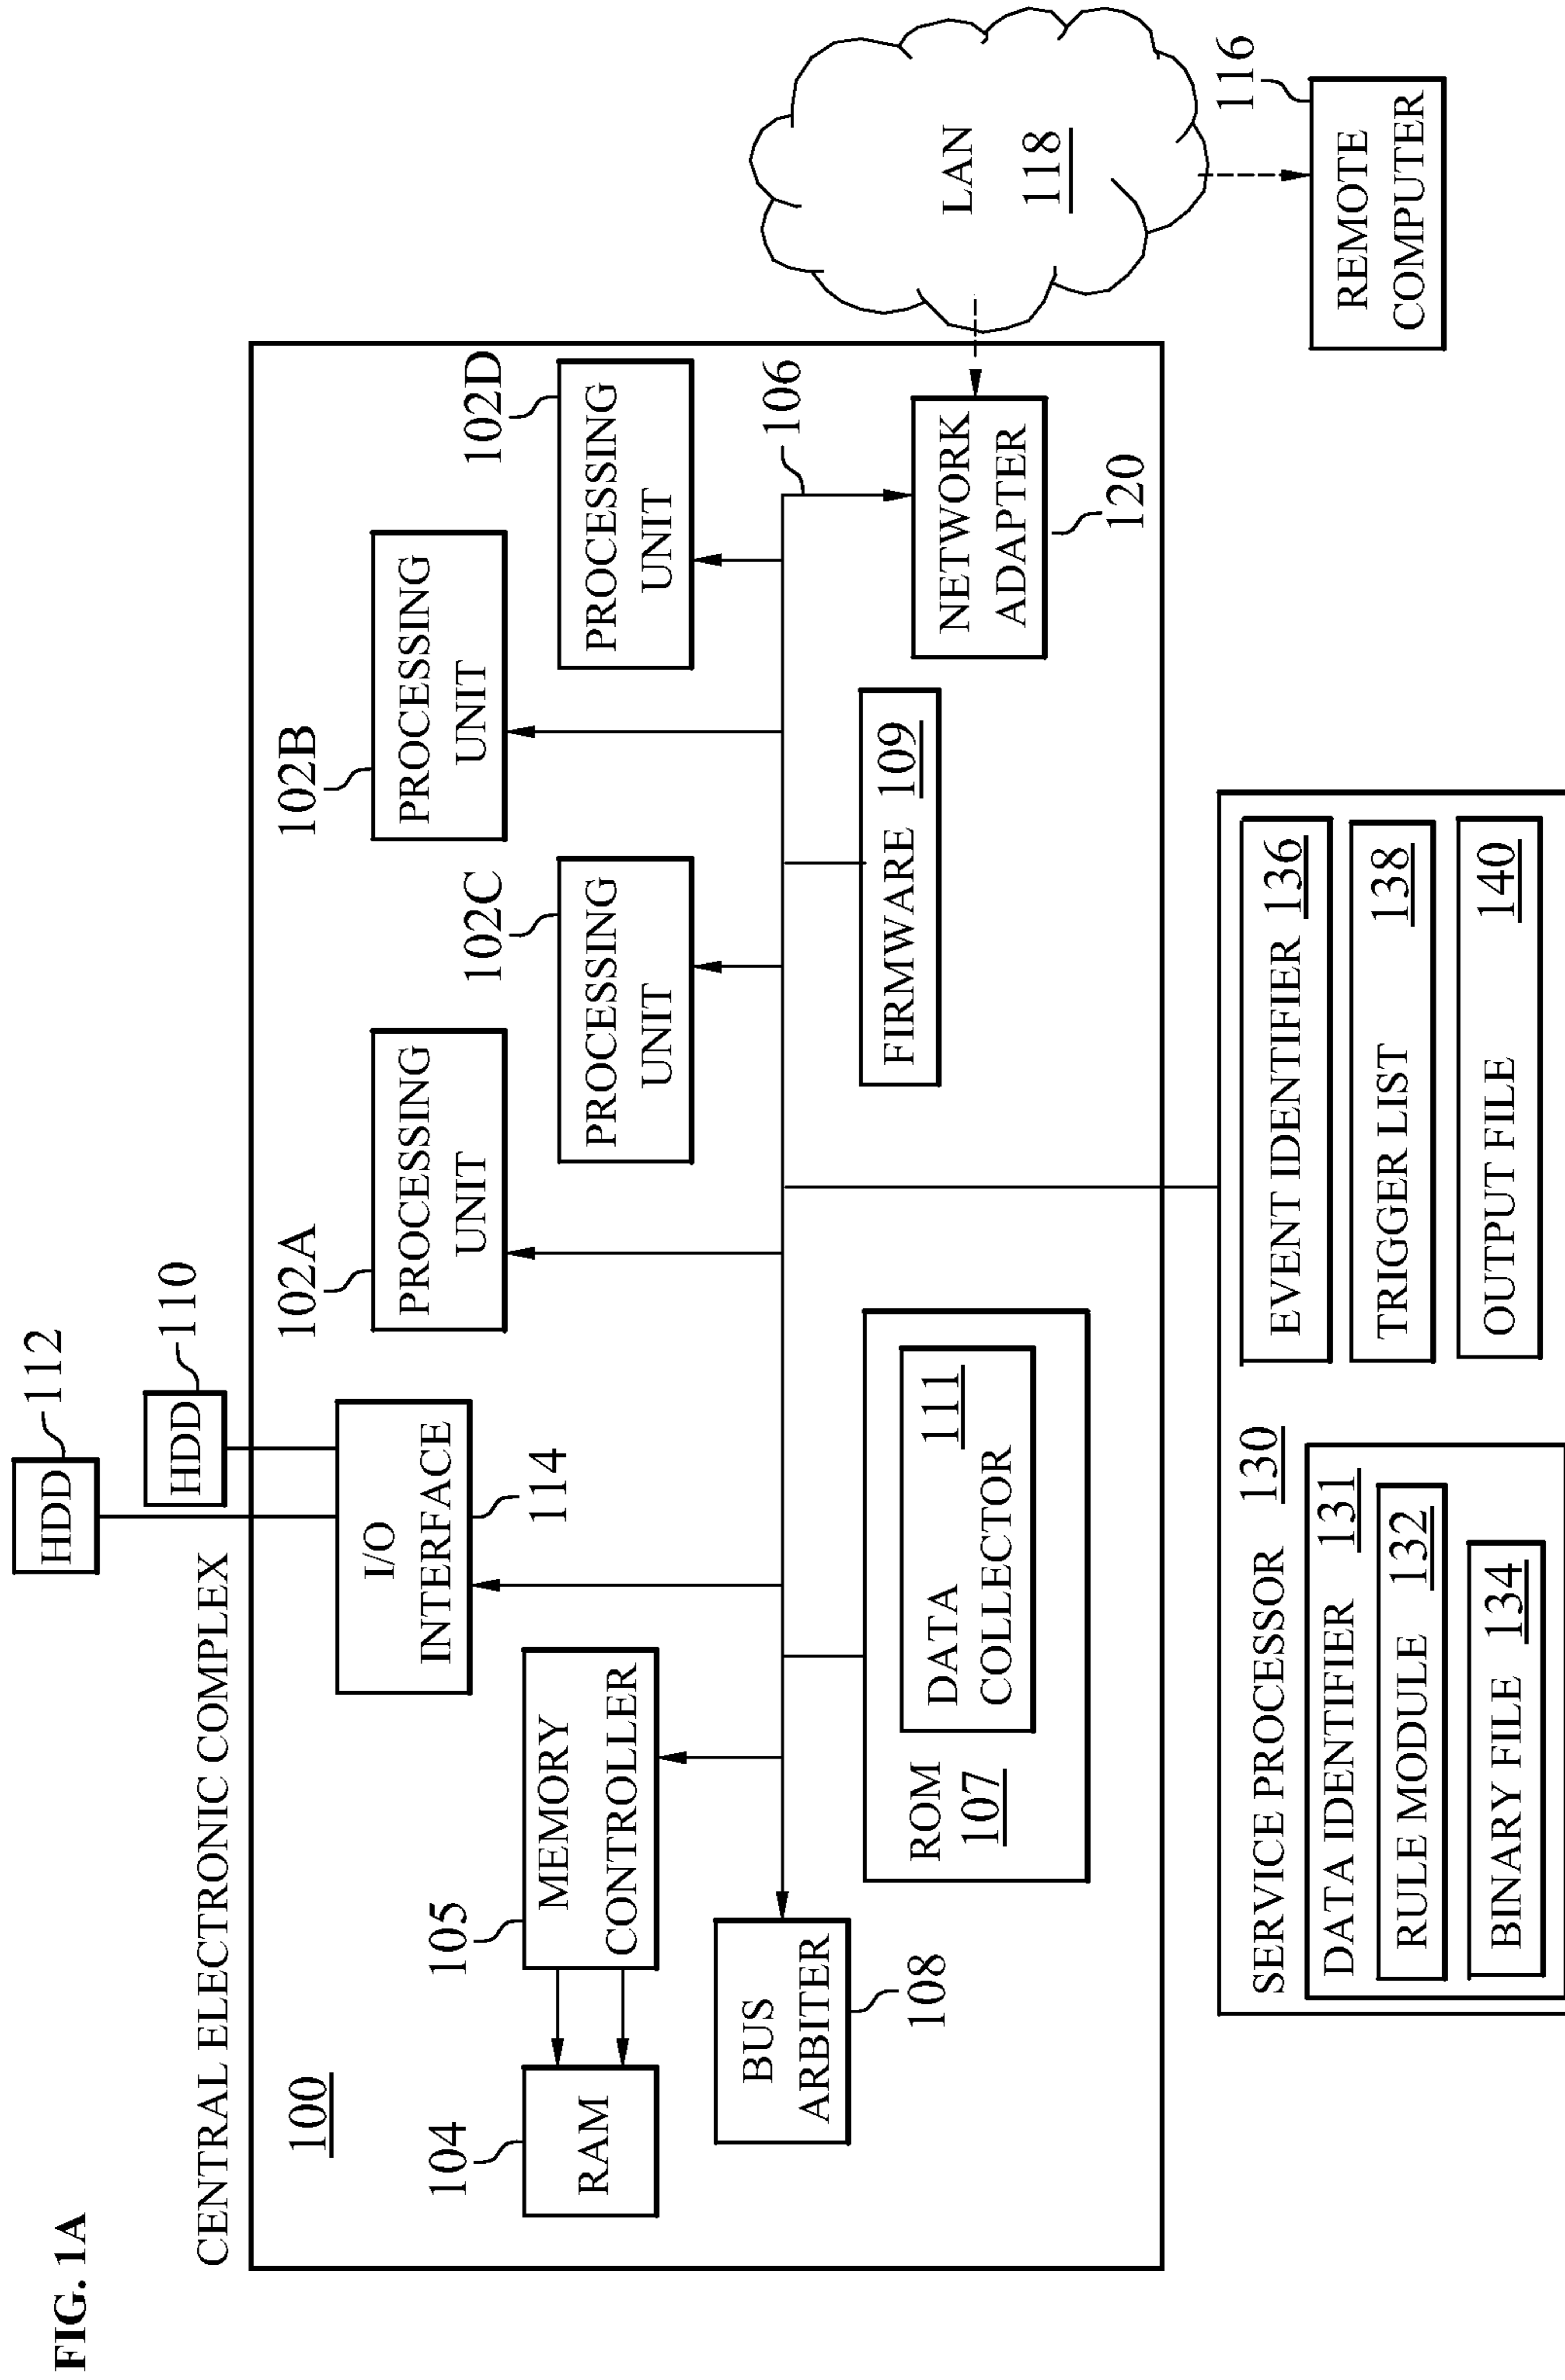 FIG. 1A
CENTRAL ELECTRONIC COMPLEX
100
HDD
112
HDD
110
I/O
INTERFACE
114
102A
PROCESSING
UNIT
102B
PROCESSING
UNIT
102C
PROCESSING
UNIT
102D
PROCESSING
UNIT
104
RAM
105
MEMORY
CONTROLLER
106
BUS
ARBITER
108
ROM
107
DATA
COLLECTOR
111
FIRMWARE 109
NETWORK
ADAPTER
120
LAN
118
116
REMOTE
COMPUTER
SERVICE PROCESSOR 130
DATA IDENTIFIER 131
RULE MODULE 132
BINARY FILE 134
EVENT IDENTIFIER 136
TRIGGER LIST 138
OUTPUT FILE 140